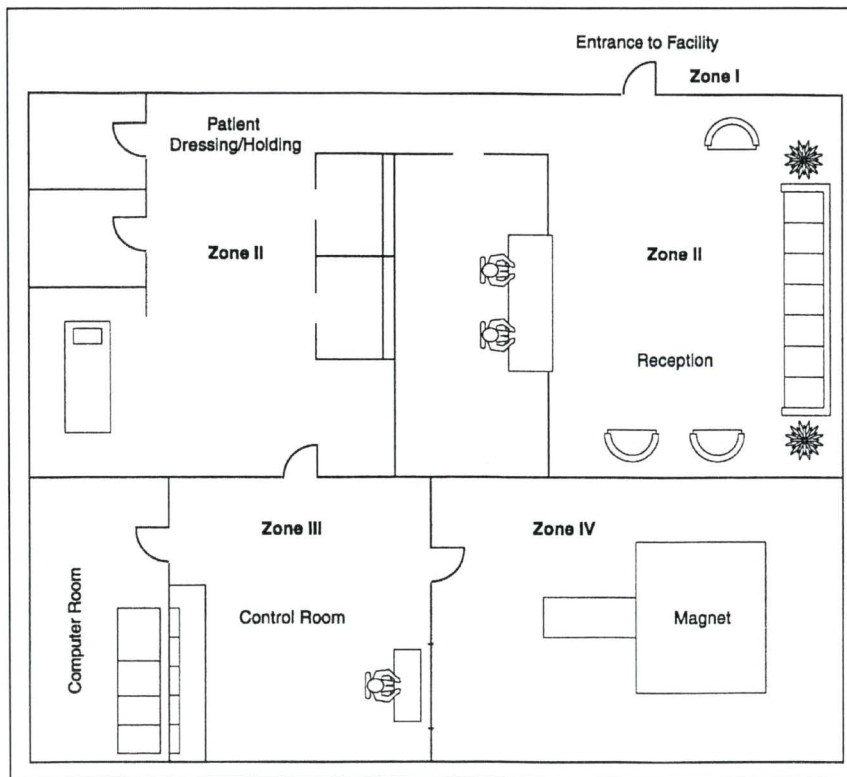 Entrance to Facility
Zone I
Patient
Dressing/Holding
Zone II
Zone II
Reception
Zone III
Zone IV
Computer Room
Control Room
Magnet